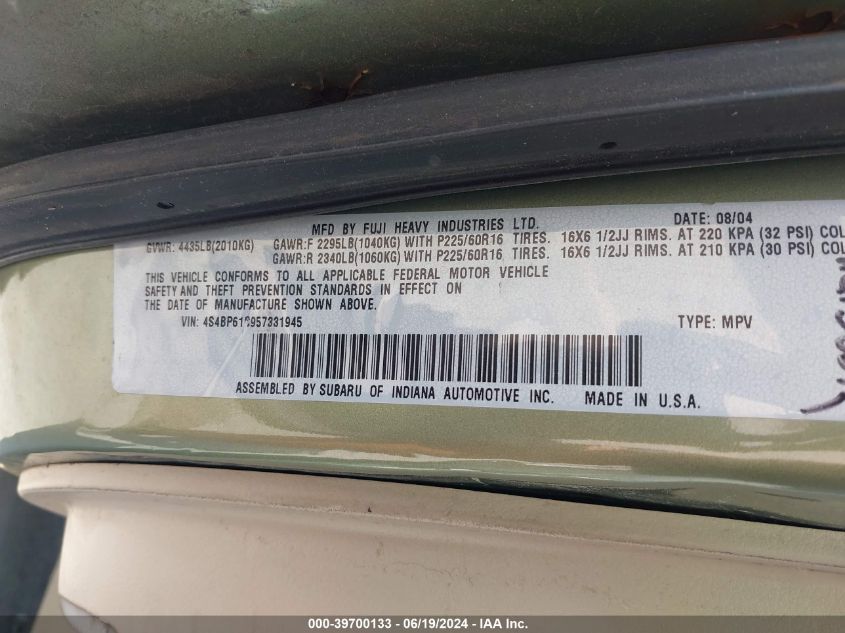 MFD BY FUJI HEAVY INDUSTRIES LTD. DATE: 08/04
GVWR: 4435LB(2010KG) GAWR:F 2295LB(1040KG) WITH P225/60R16 TIRES. 16X6 1/2JJ RIMS. AT 220 KPA (32 PSI) COL
GAWR:R 2340LB(1060KG) WITH P225/60R16 TIRES. 16X6 1/2JJ RIMS. AT 210 KPA (30 PSI) COL
THIS VEHICLE CONFORMS TO ALL APPLICABLE FEDERAL MOTOR VEHICLE
SAFETY AND THEFT PREVENTION STANDARDS IN EFFECT ON
THE DATE OF MANUFACTURE SHOWN ABOVE.
VIN: TYPE: MPV
ASSEMBLED BY SUBARU OF INDIANA AUTOMOTIVE INC. MADE IN U.S.A.
000-39700133 - 06/19/2024 - IAA Inc.